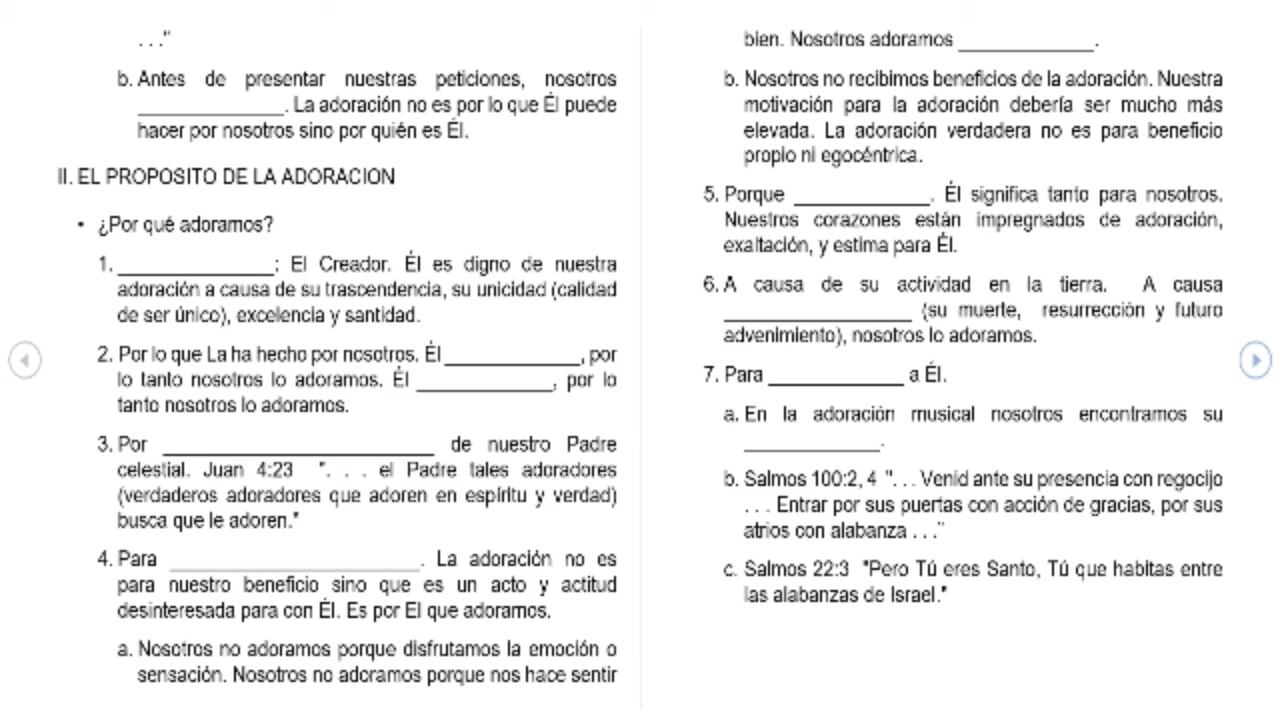 . . ."
b. Antes de presentar nuestras peticiones, nosotros
_______________. La adoración no es por lo que Él puede
hacer por nosotros sino por quién es Él.
II. EL PROPOSITO DE LA ADORACION
• ¿Por qué adoramos?
1. ________________; El Creador. Él es digno de nuestra
adoración a causa de su trascendencia, su unicidad (calidad
de ser único), excelencia y santidad.
2. Por lo que La ha hecho por nosotros. Él______________, por
lo tanto nosotros lo adoramos. Él ______________, por lo
tanto nosotros lo adoramos.
3. Por _______________________________ de nuestro Padre
celestial. Juan 4:23 ". . . el Padre tales adoradores
(verdaderos adoradores que adoren en espíritu y verdad)
busca que le adoren."
4. Para __________________________. La adoración no es
para nuestro beneficio sino que es un acto y actitud
desinteresada para con Él. Es por El que adoramos.
a. Nosotros no adoramos porque disfrutamos la emoción o
sensación. Nosotros no adoramos porque nos hace sentir
bien. Nosotros adoramos ______________.
b. Nosotros no recibimos beneficios de la adoración. Nuestra
motivación para la adoración debería ser mucho más
elevada. La adoración verdadera no es para beneficio
propio ni egocéntrica.
5. Porque ______________. Él significa tanto para nosotros.
Nuestros corazones están impregnados de adoración,
exaltación, y estima para Él.
6. A causa de su actividad en la tierra. A causa
____________________ (su muerte, resurrección y futuro
advenimiento), nosotros lo adoramos.
7. Para ______________ a Él.
a. En la adoración musical nosotros encontramos su
______________.
b. Salmos 100:2, 4 ". . . Venid ante su presencia con regocijo
. . . Entrar por sus puertas con acción de gracias, por sus
atrios con alabanza . . ."
c. Salmos 22:3 "Pero Tú eres Santo, Tú que habitas entre
las alabanzas de Israel."